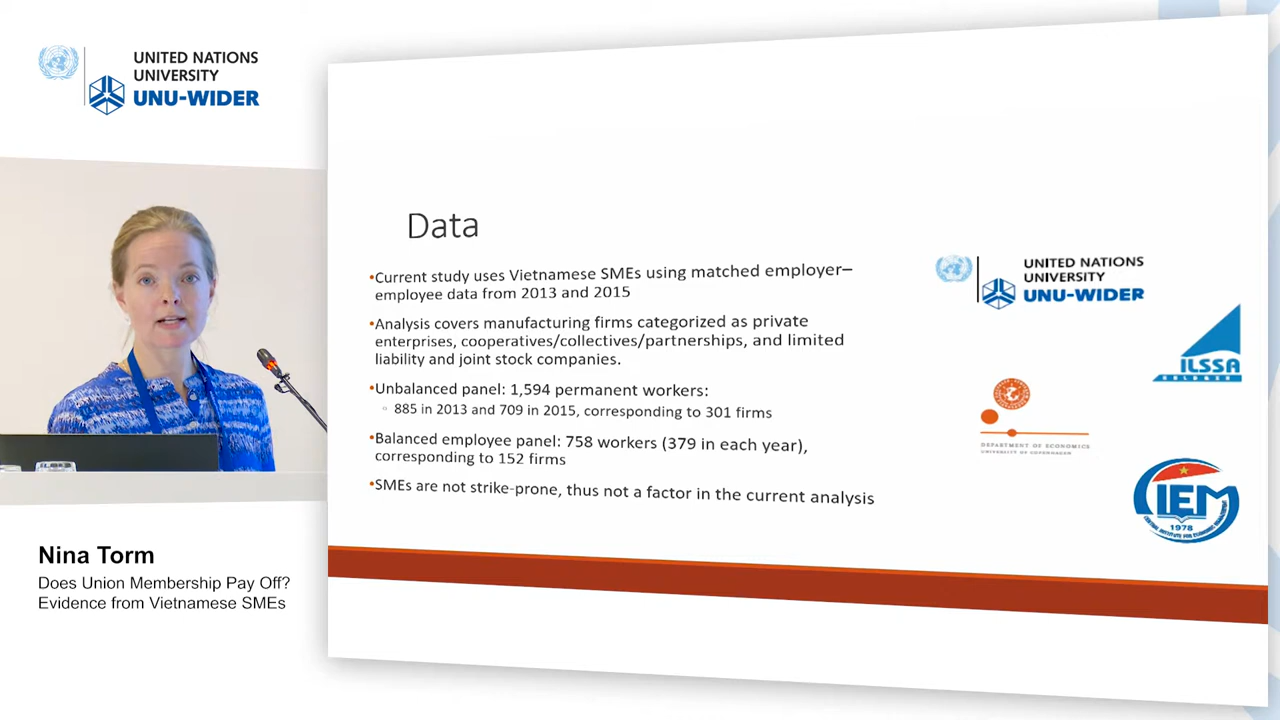 UNITED NATIONS
UNIVERSITY
UNU-WIDER
Data
•Current study uses Vietnamese SMEs using matched employer–
employee data from 2013 and 2015
•Analysis covers manufacturing firms categorized as private
enterprises, cooperatives/collectives/partnerships, and limited
liability and joint stock companies.
•Unbalanced panel: 1,594 permanent workers:
◦ 885 in 2013 and 709 in 2015, corresponding to 301 firms
•Balanced employee panel: 758 workers (379 in each year),
corresponding to 152 firms
•SMEs are not strike-prone, thus not a factor in the current analysis
UNITED NATIONS
UNIVERSITY
UNU-WIDER
ILSSA
DEPARTMENT OF ECONOMICS
UNIVERSITY OF COPENHAGEN
CIEM
1978
Nina Torm
Does Union Membership Pay Off?
Evidence from Vietnamese SMEs